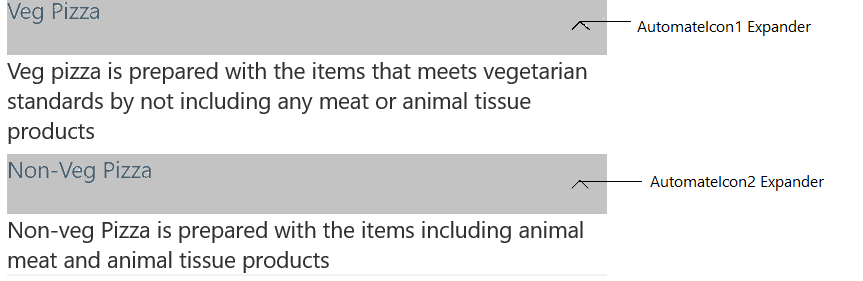 Veg Pizza
AutomateIcon1 Expander
Veg pizza is prepared with the items that meets vegetarian
standards by not including any meat or animal tissue
products
Non-Veg Pizza
AutomateIcon2 Expander
Non-veg Pizza is prepared with the items including animal
meat and animal tissue products